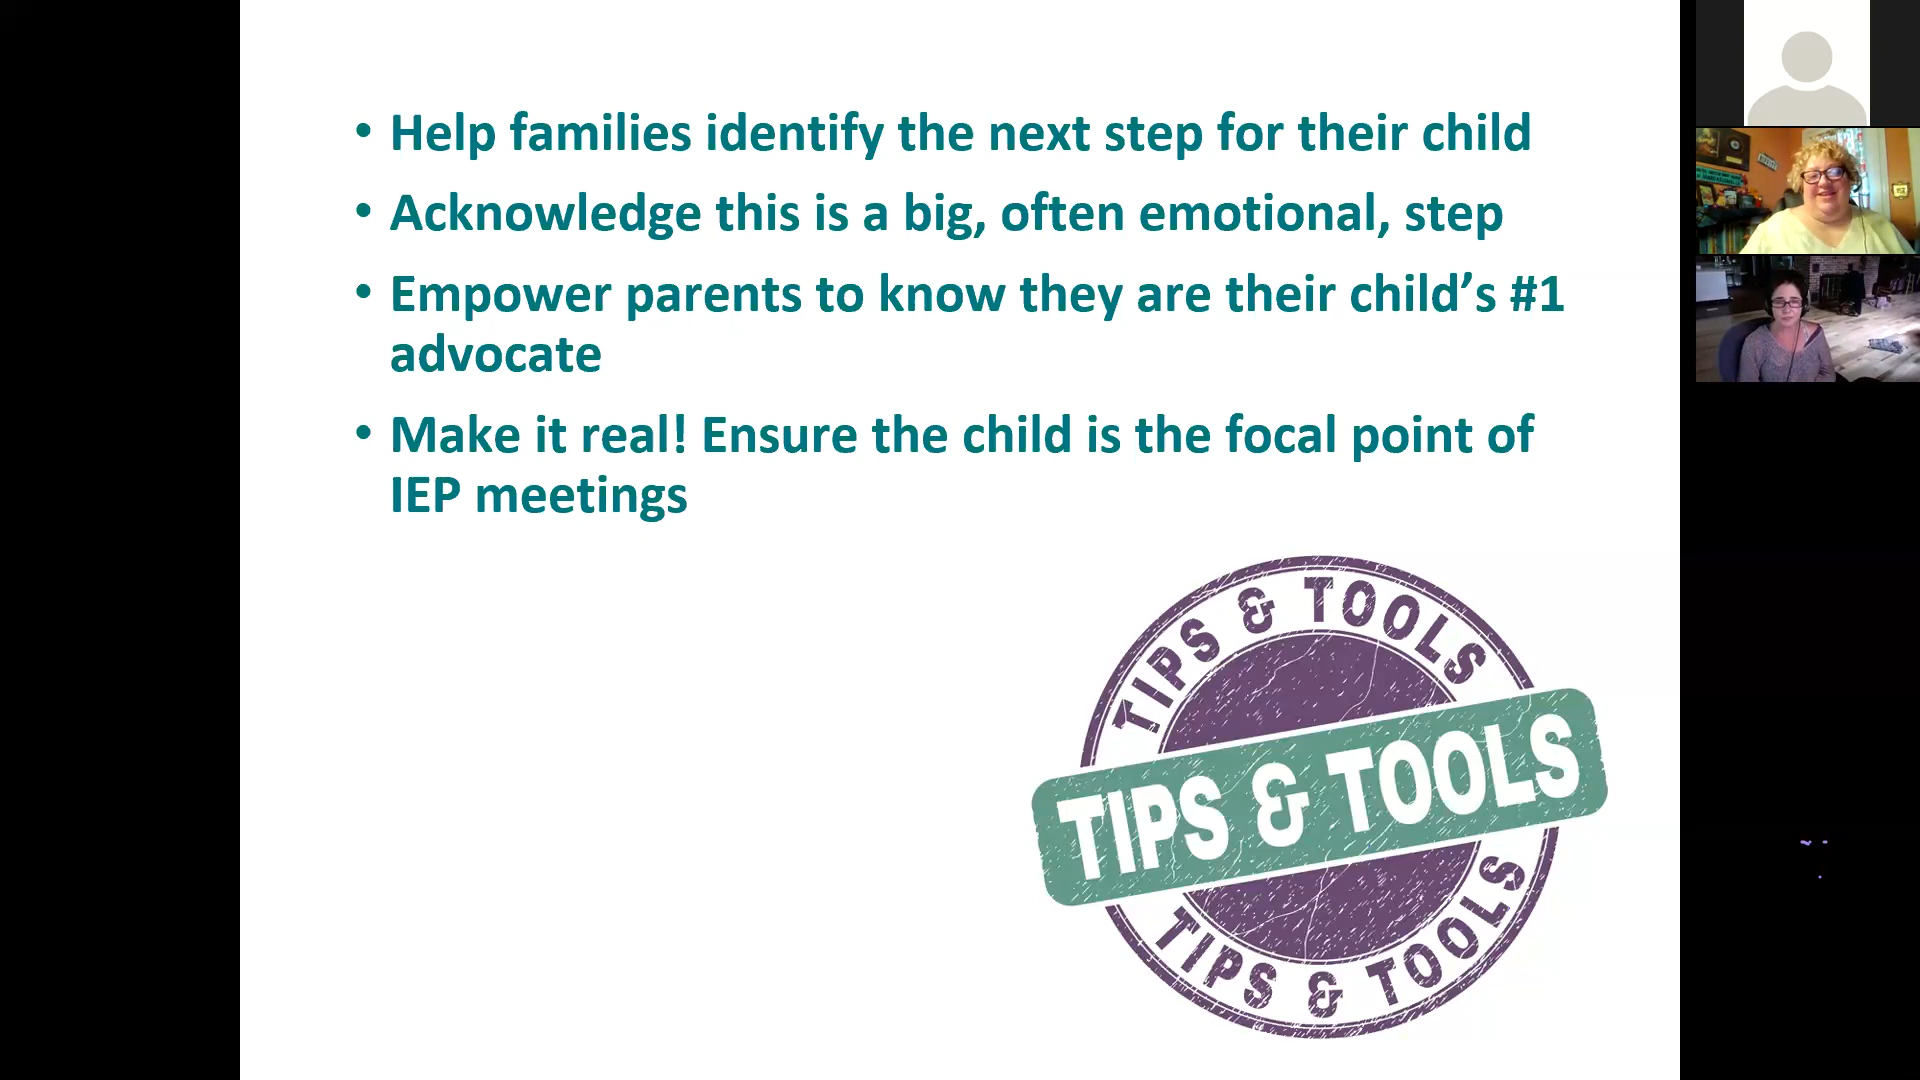 • Help families identify the next step for their child
• Acknowledge this is a big, often emotional, step
• Empower parents to know they are their child’s #1
advocate
• Make it real! Ensure the child is the focal point of
IEP meetings
TIPS & TOOLS
TIPS & TOOLS
TIPS & TOOLS